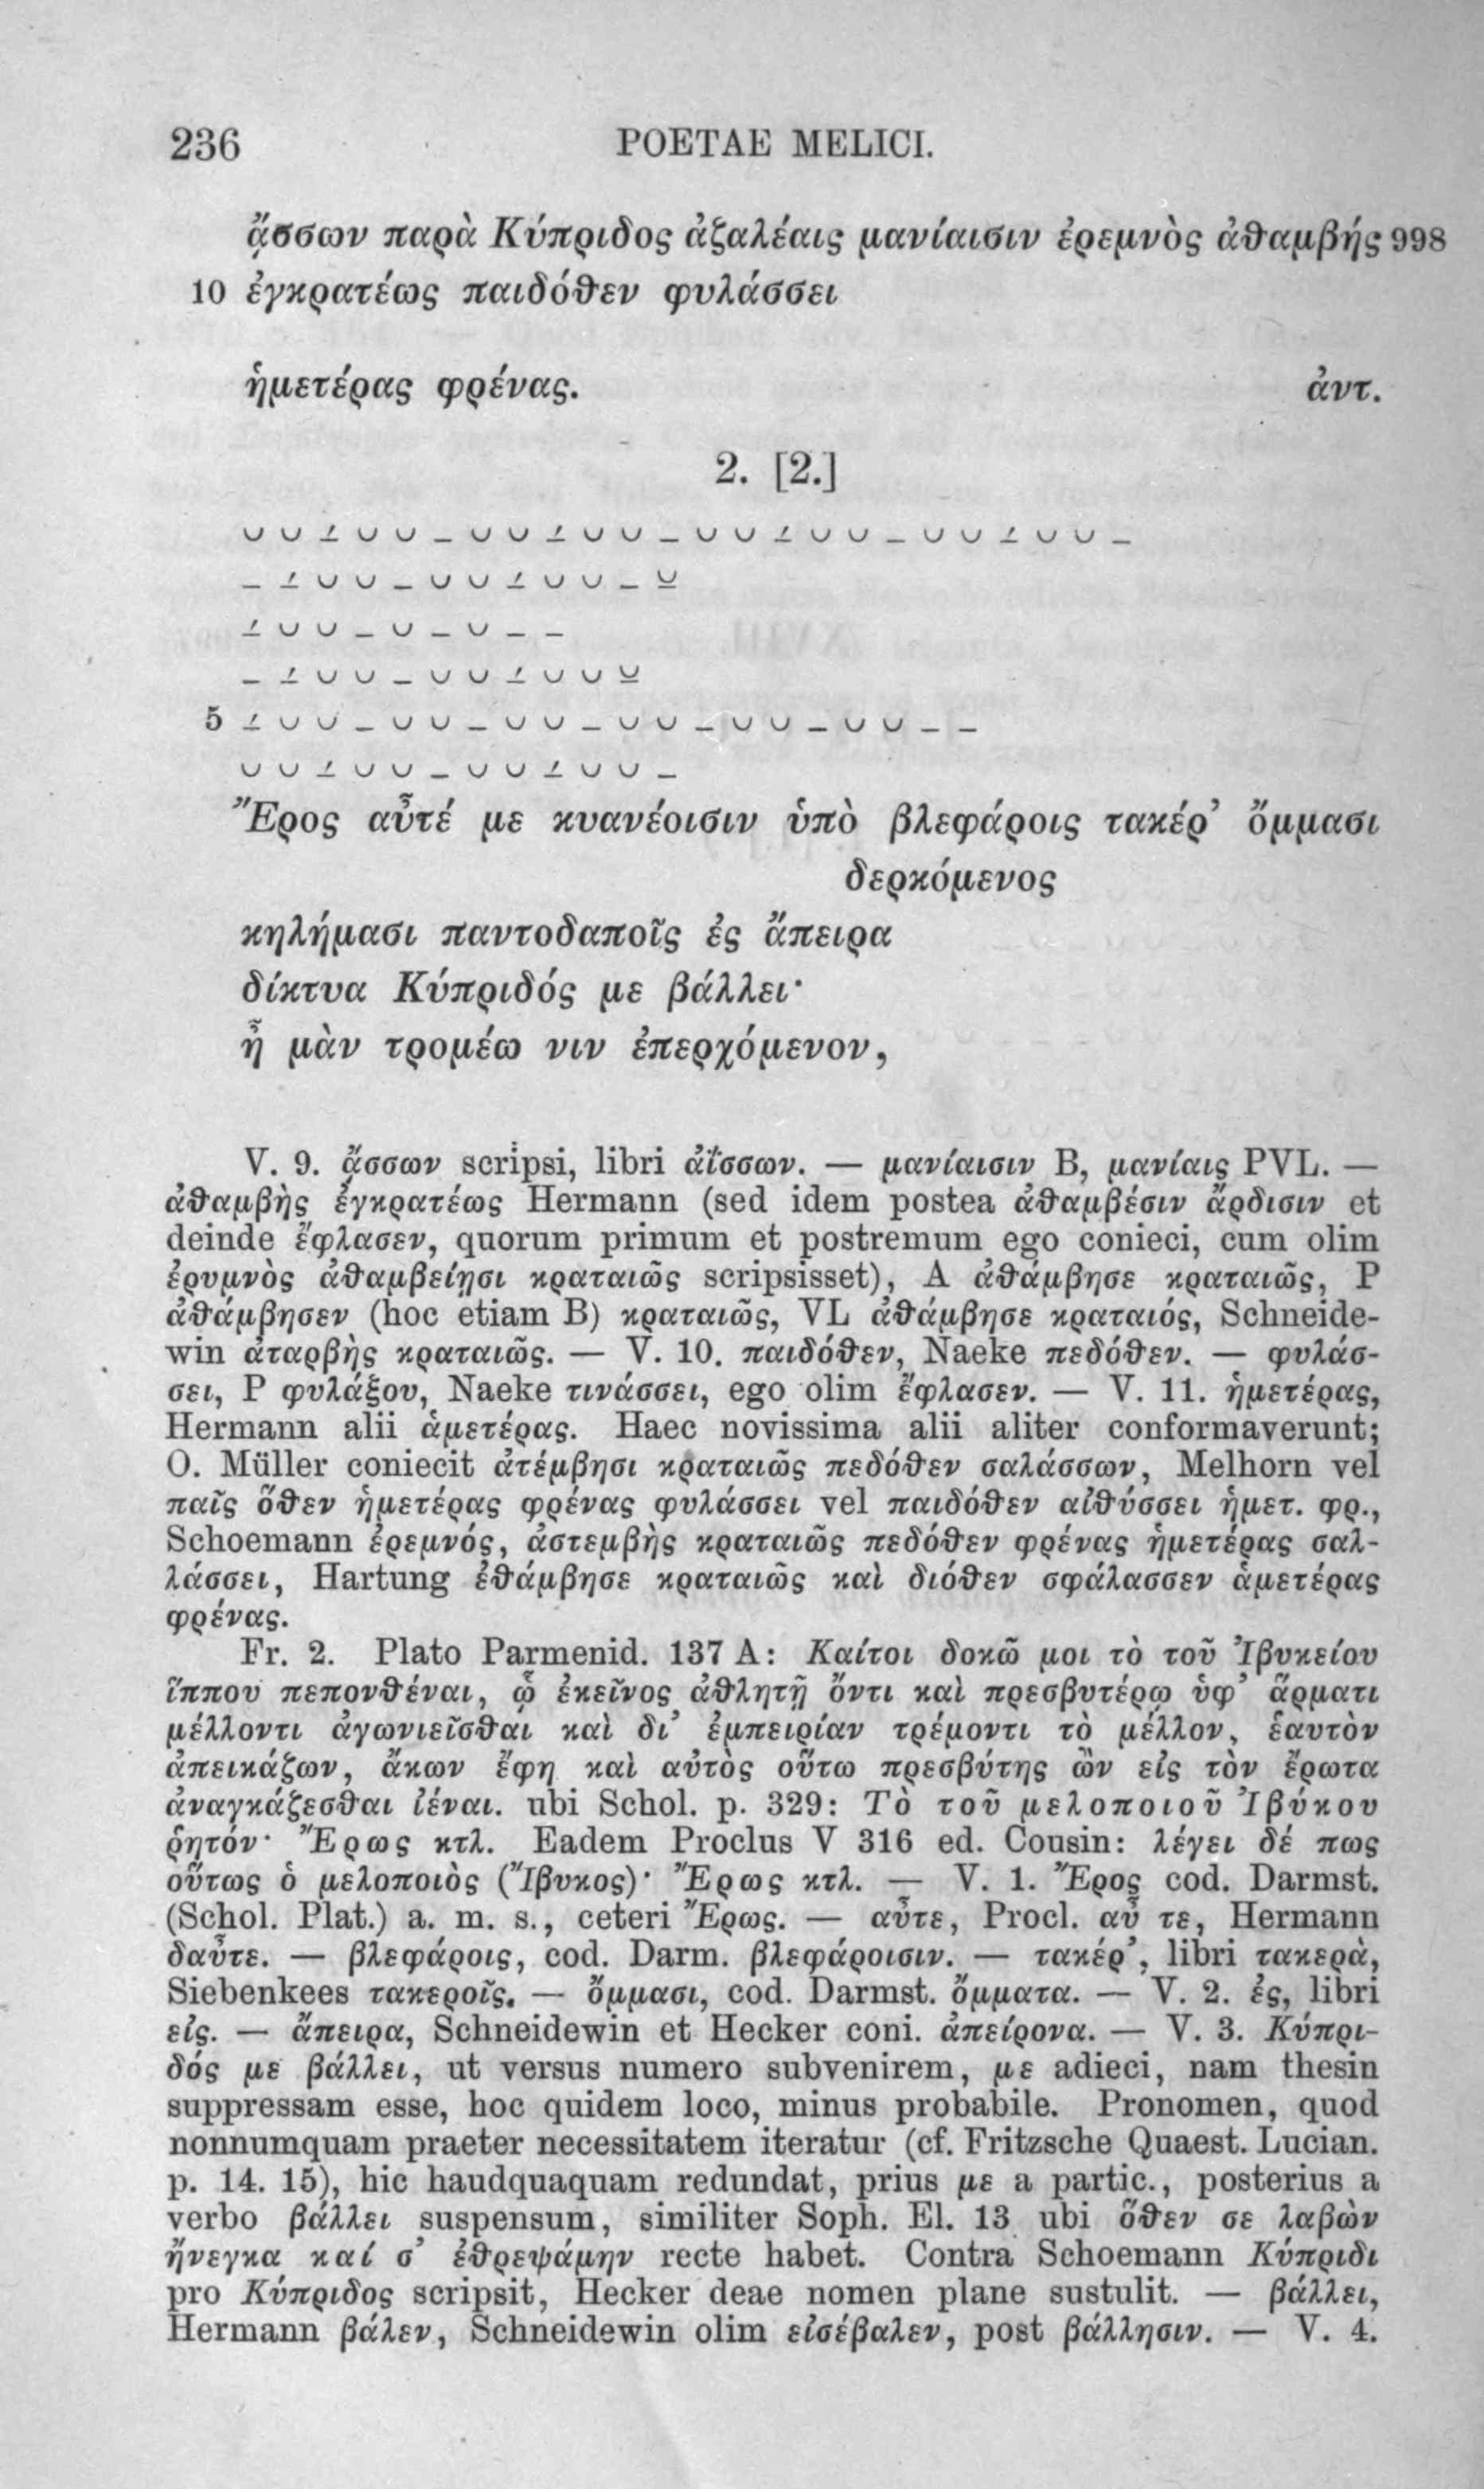 236 POETAE MELICI.
ᾄσσων παρὰ Κύπριδος ἀζαλέαις μανίαισιν ἐρεμνὸς ἀθαμβής 998
10 ἐγκρατέως παιδόθεν φυλάσσει
ἡμετέρας φρένας. ἀντ.
2. [2.]
∪ ∪ –́ ∪ ∪ – ∪ ∪ –́ ∪ ∪ – ∪ ∪ –́ ∪ ∪ – ∪ ∪ –́ ∪ ∪ –
– –́ ∪ ∪ – ∪ ∪ –́ ∪ ∪ – ∪̲
–́ ∪ ∪ – ∪ – ∪ – –
– –́ ∪ ∪ – ∪ ∪ –́ ∪ ∪ ∪̲
5 –́ ∪ ∪ – ∪ ∪ – ∪ ∪ – ∪ ∪ – ∪ ∪ – ∪ ∪ – –
∪ ∪ –́ ∪ ∪ – ∪ ∪ –́ ∪ ∪ –
Ἔρος αὖτέ με κυανέοισιν ὑπὸ βλεφάροις τακέρ’ ὄμμασι
δερκόμενος
κηλήμασι παντοδαποῖς ἐς ἄπειρα
δίκτυα Κύπριδός με βάλλει·
ἦ μὰν τρομέω νιν ἐπερχόμενον,
V. 9. ᾄσσων scripsi, libri ἀΐσσων. — μανίαισιν B, μανίαις PVL. —
ἀθαμβὴς ἐγκρατέως Hermann (sed idem postea ἀθαμβέσιν ἄρδισιν et
deinde ἔφλασεν, quorum primum et postremum ego conieci, cum olim
ἐρυμνὸς ἀθαμβείῃσι κραταιῶς scripsisset), A ἀθάμβησε κραταιῶς, P
ἀθάμβησεν (hoc etiam B) κραταιῶς, VL ἀθάμβησε κραταιός, Schneide-
win ἀταρβὴς κραταιῶς. — V. 10. παιδόθεν, Naeke πεδόθεν. — φυλάσ-
σει, P φυλάξου, Naeke τινάσσει, ego olim ἔφλασεν. — V. 11. ἡμετέρας,
Hermann alii ἁμετέρας. Haec novissima alii aliter conformaverunt;
O. Müller coniecit ἀτέμβησι κραταιῶς πεδόθεν σαλάσσων, Melhorn vel
παῖς ὅθεν ἡμετέρας φρένας φυλάσσει vel παιδόθεν αἰθύσσει ἡμετ. φρ.,
Schoemann ἐρεμνός, ἀστεμβὴς κραταιῶς πεδόθεν φρένας ἡμετέρας σαλ-
λάσσει, Hartung ἐθάμβησε κραταιῶς καὶ διόθεν σφάλασσεν ἁμετέρας
φρένας.
Fr. 2. Plato Parmenid. 137 A: Καίτοι δοκῶ μοι τὸ τοῦ Ἰβυκείου
ἵππου πεπονθέναι, ᾧ ἐκεῖνος ἀθλητῇ ὄντι καὶ πρεσβυτέρῳ ὑφ’ ἅρματι
μέλλοντι ἀγωνιεῖσθαι καὶ δι’ ἐμπειρίαν τρέμοντι τὸ μέλλον, ἑαυτὸν
ἀπεικάζων, ἄκων ἔφη καὶ αὐτὸς οὕτω πρεσβύτης ὢν εἰς τὸν ἔρωτα
ἀναγκάζεσθαι ἰέναι. ubi Schol. p. 329: Τὸ τοῦ μελοποιοῦ Ἰβύκου
ῥητόν· Ἔρως κτλ. Eadem Proclus V 316 ed. Cousin: λέγει δέ πως
οὕτως ὁ μελοποιὸς (Ἴβυκος)· Ἔρως κτλ. — V. 1. Ἔρος cod. Darmst.
(Schol. Plat.) a. m. s., ceteri Ἔρως. — αὖτε, Procl. αὖ τε, Hermann
δαὖτε. — βλεφάροις, cod. Darm. βλεφάροισιν. — τακέρ’, libri τακερὰ,
Siebenkees τακεροῖς. — ὄμμασι, cod. Darmst. ὄμματα. — V. 2. ἐς, libri
εἰς. — ἄπειρα, Schneidewin et Hecker coni. ἀπείρονα. — V. 3. Κύπρι-
δός με βάλλει, ut versus numero subvenirem, με adieci, nam thesin
suppressam esse, hoc quidem loco, minus probabile. Pronomen, quod
nonnumquam praeter necessitatem iteratur (cf. Fritzsche Quaest. Lucian.
p. 14. 15), hic haudquaquam redundat, prius με a partic., posterius a
verbo βάλλει suspensum, similiter Soph. El. 13 ubi ὅθεν σε λαβὼν
ἤνεγκα καί σ’ ἐθρεψάμην recte habet. Contra Schoemann Κύπριδι
pro Κύπριδος scripsit, Hecker deae nomen plane sustulit. — βάλλει,
Hermann βάλεν, Schneidewin olim εἰσέβαλεν, post βάλλησιν. — V. 4.